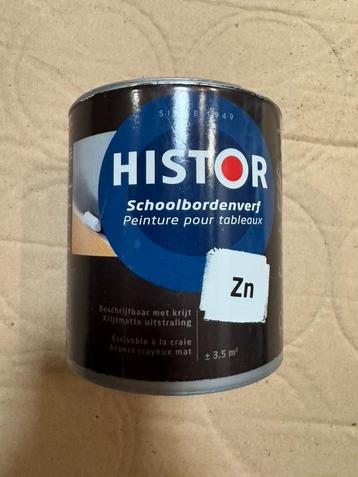 SINCE 1949
HISTOR
Schoolbordenverf
Peinture pour tableaux
Zn
Beschrijfbaar met krijt
Krijtmatte uitstraling
Écrivable à la craie
Aspect crayeux mat
± 3,5 m²